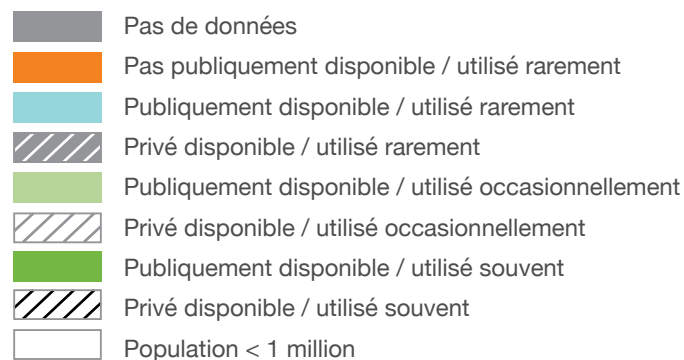 Pas de données
Pas publiquement disponible / utilisé rarement
Publiquement disponible / utilisé rarement
Privé disponible / utilisé rarement
Publiquement disponible / utilisé occasionnellement
Privé disponible / utilisé occasionnellement
Publiquement disponible / utilisé souvent
Privé disponible / utilisé souvent
Population < 1 million